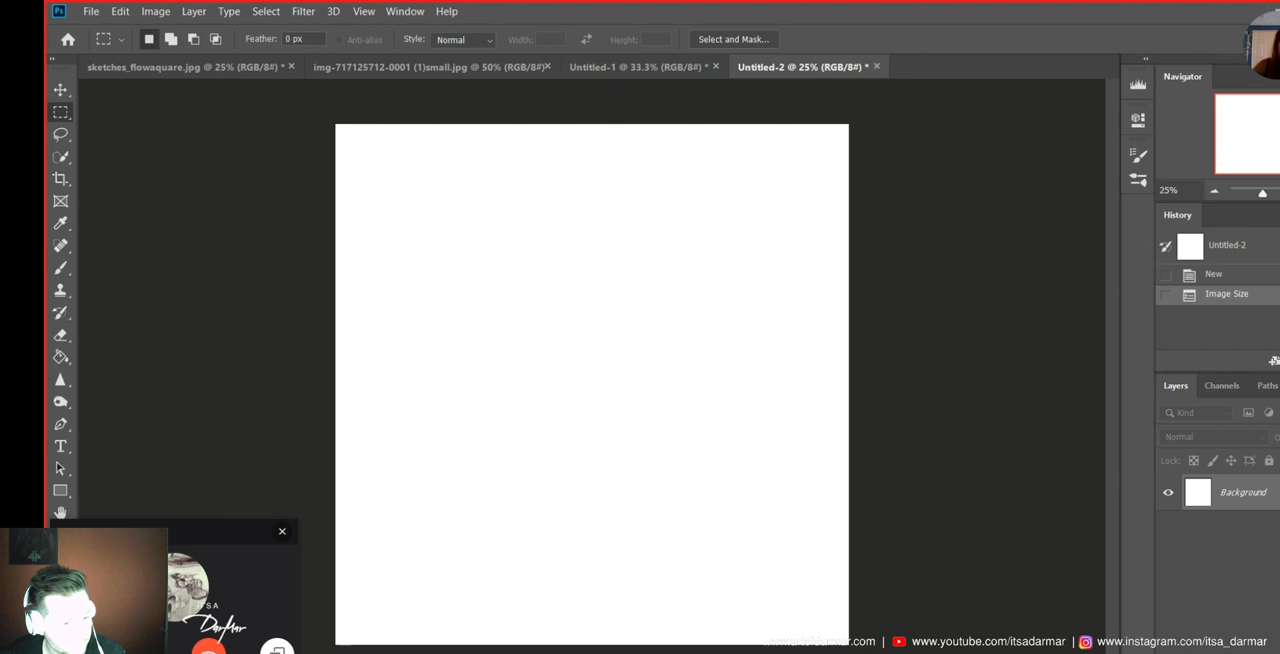 Ps File Edit Image Layer Type Select Filter 3D View Window Help
Feather: 0 px Anti-alias Style: Normal Width: Height: Select and Mask...
sketches_flowaquare.jpg @ 25% (RGB/8#) * × img-717125712-0001 (1)small.jpg @ 50% (RGB/8#) × Untitled-1 @ 33.3% (RGB/8#) * × Untitled-2 @ 25% (RGB/8#) * ×
Navigator
25%
History
Untitled-2
New
Image Size
Layers Channels Paths
Kind
Normal
Lock:
Background
T
ITSA
DarMar
.com | www.youtube.com/itsadarmar | www.instagram.com/itsa_darmar